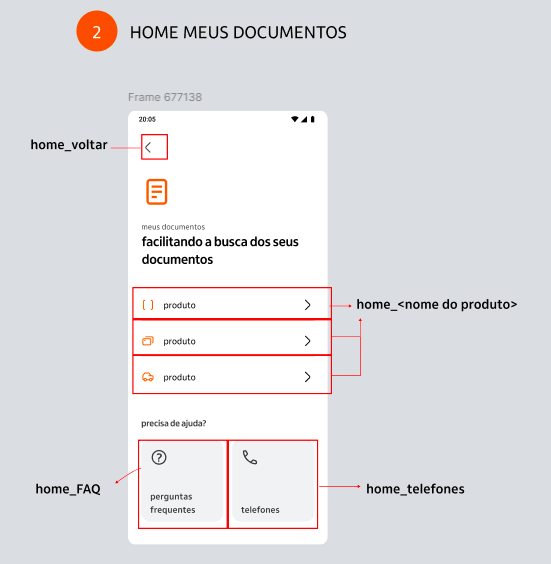 2
HOME MEUS DOCUMENTOS
Frame 677138
20:05
home_voltar
meus documentos
facilitando a busca dos seus
documentos
produto
home_<nome do produto>
produto
produto
precisa de ajuda?
home_FAQ
perguntas
frequentes
telefones
home_telefones